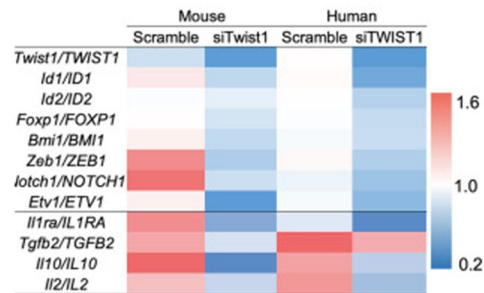 Mouse Human
Scramble siTwist1 Scramble siTWIST1
Twist1/TWIST1
Id1/ID1
Id2/ID2
Foxp1/FOXP1
Bmi1/BMI1
Zeb1/ZEB1
lotch1/NOTCH1
Etv1/ETV1
Il1ra/IL1RA
Tgfb2/TGFB2
Il10/IL10
Il2/IL2
1.6
1.0
0.2